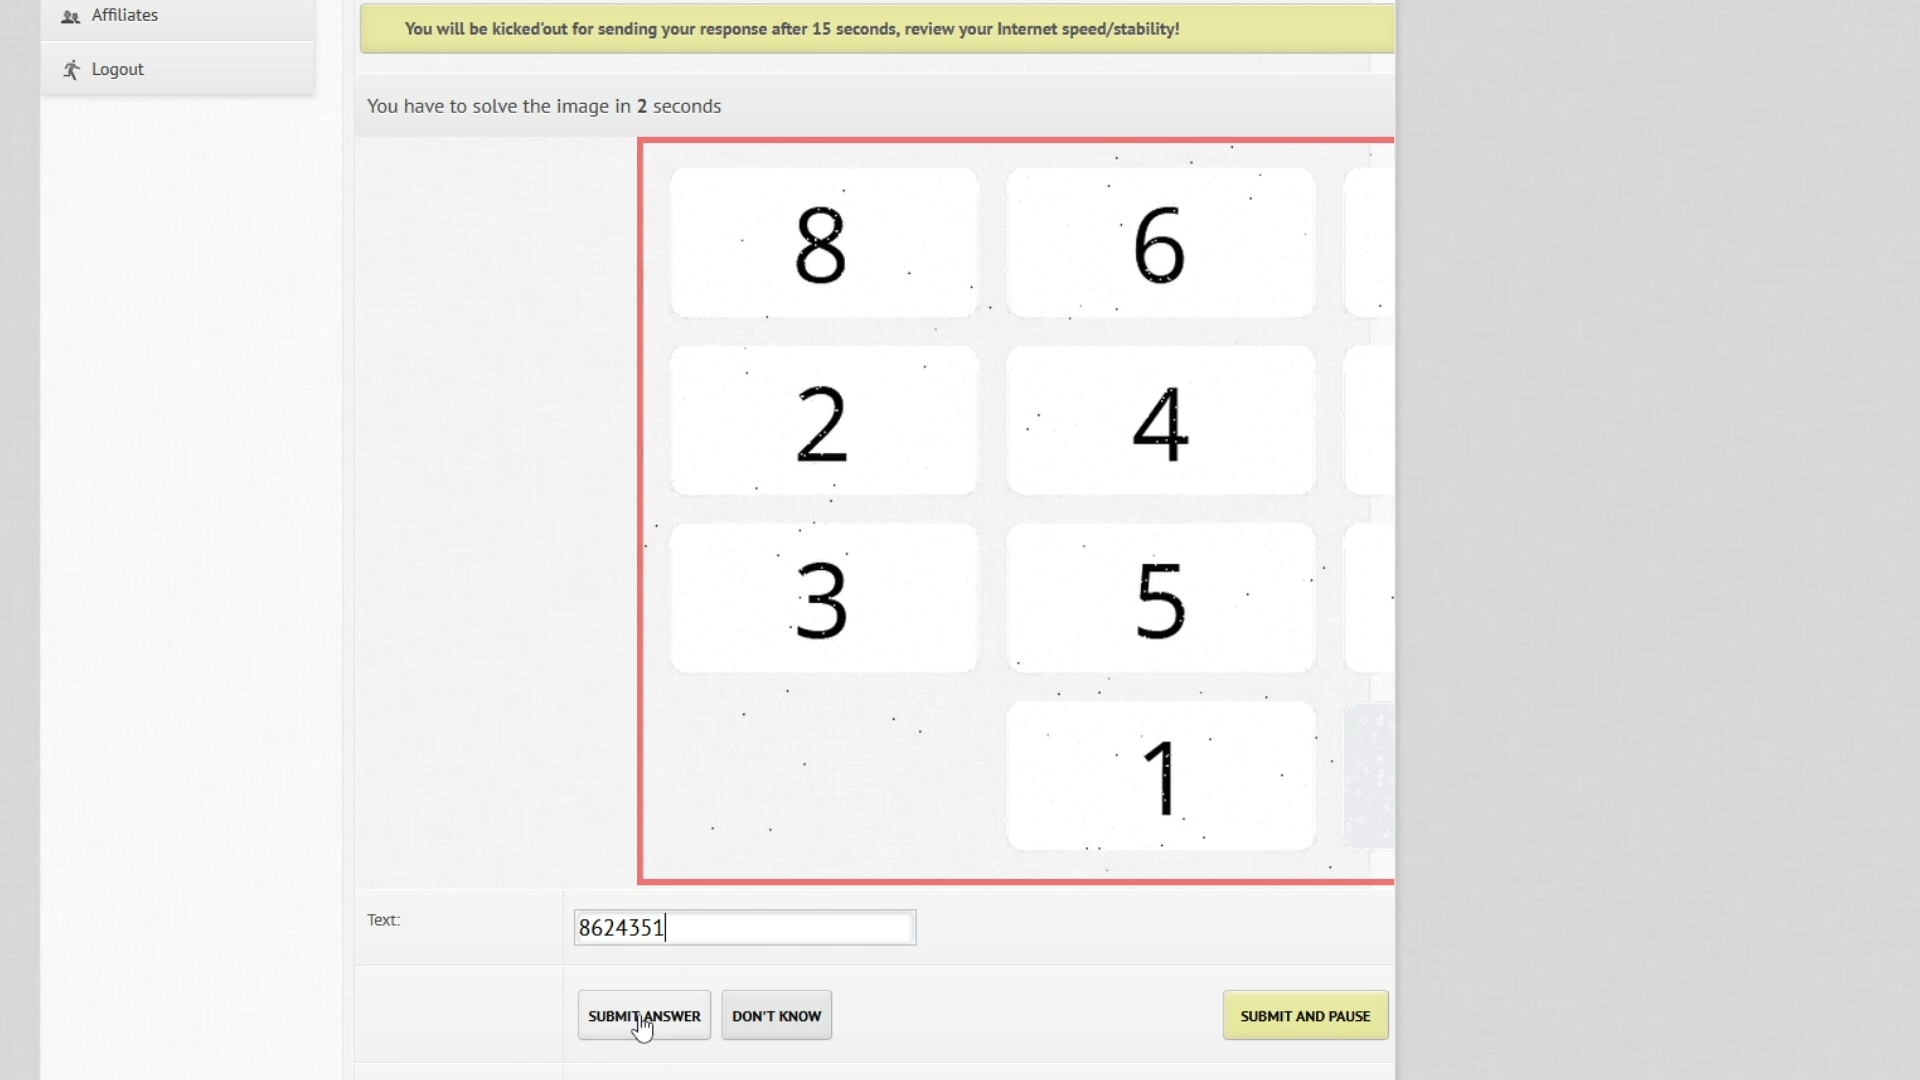 Affiliates
You will be kicked'out for sending your response after 15 seconds, review your Internet speed/stability!
Logout
You have to solve the image in 2 seconds
8 6
2 4
3 5
1
Text: 8624351
SUBMIT ANSWER DON'T KNOW SUBMIT AND PAUSE